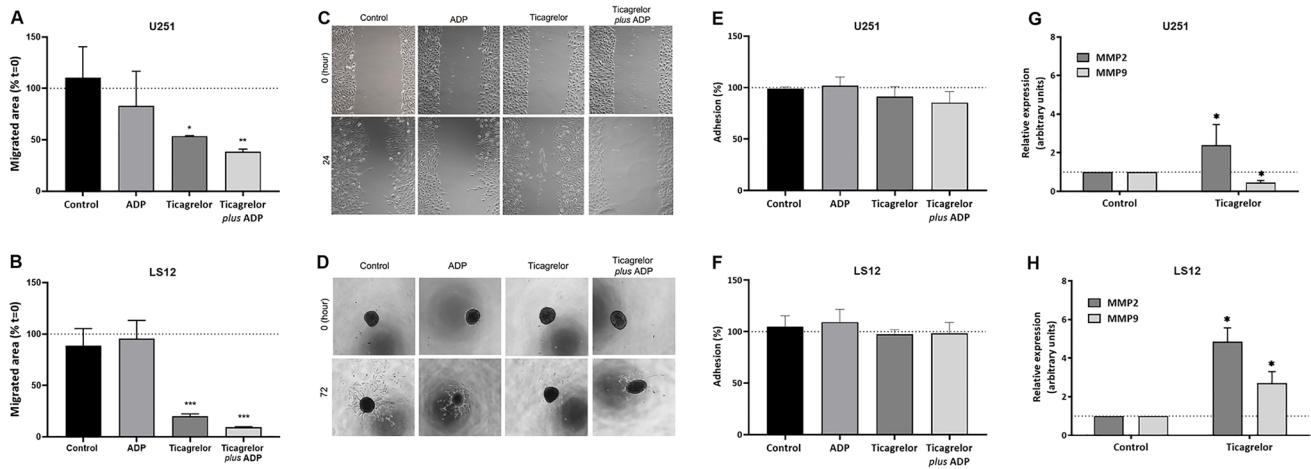 A
U251
Migrated area (% t=0)
150
100
50
0
Control
ADP
Ticagrelor
Ticagrelor
plus ADP
*
**
B
LS12
Migrated area (% t=0)
150
100
50
0
Control
ADP
Ticagrelor
Ticagrelor
plus ADP
***
***
C
Control
ADP
Ticagrelor
Ticagrelor
plus ADP
0 (hour)
24
D
Control
ADP
Ticagrelor
Ticagrelor
plus ADP
0 (hour)
72
E
U251
Adhesion (%)
150
100
50
0
Control
ADP
Ticagrelor
Ticagrelor
plus ADP
F
LS12
Adhesion (%)
150
100
50
0
Control
ADP
Ticagrelor
Ticagrelor
plus ADP
G
U251
Relative expression
(arbitrary units)
8
6
4
2
0
MMP2
MMP9
*
*
Control
Ticagrelor
H
LS12
Relative expression
(arbitrary units)
8
6
4
2
0
MMP2
MMP9
*
*
Control
Ticagrelor